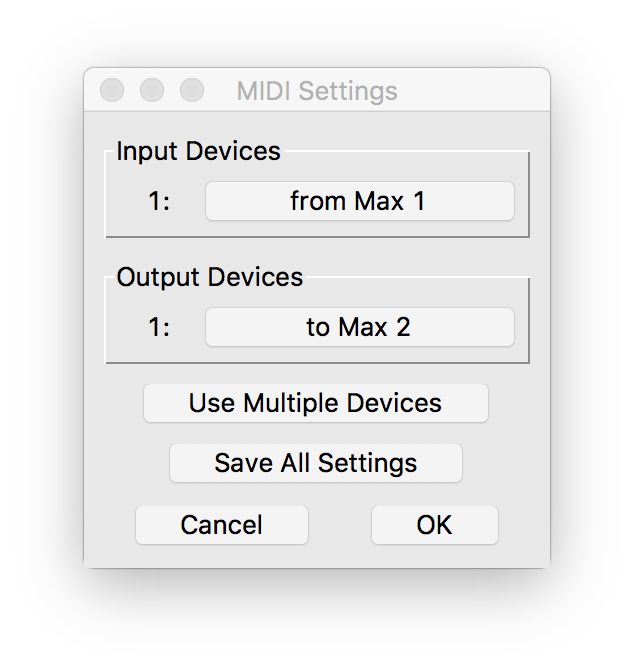 MIDI Settings
Input Devices
1: from Max 1
Output Devices
1: to Max 2
Use Multiple Devices
Save All Settings
Cancel OK